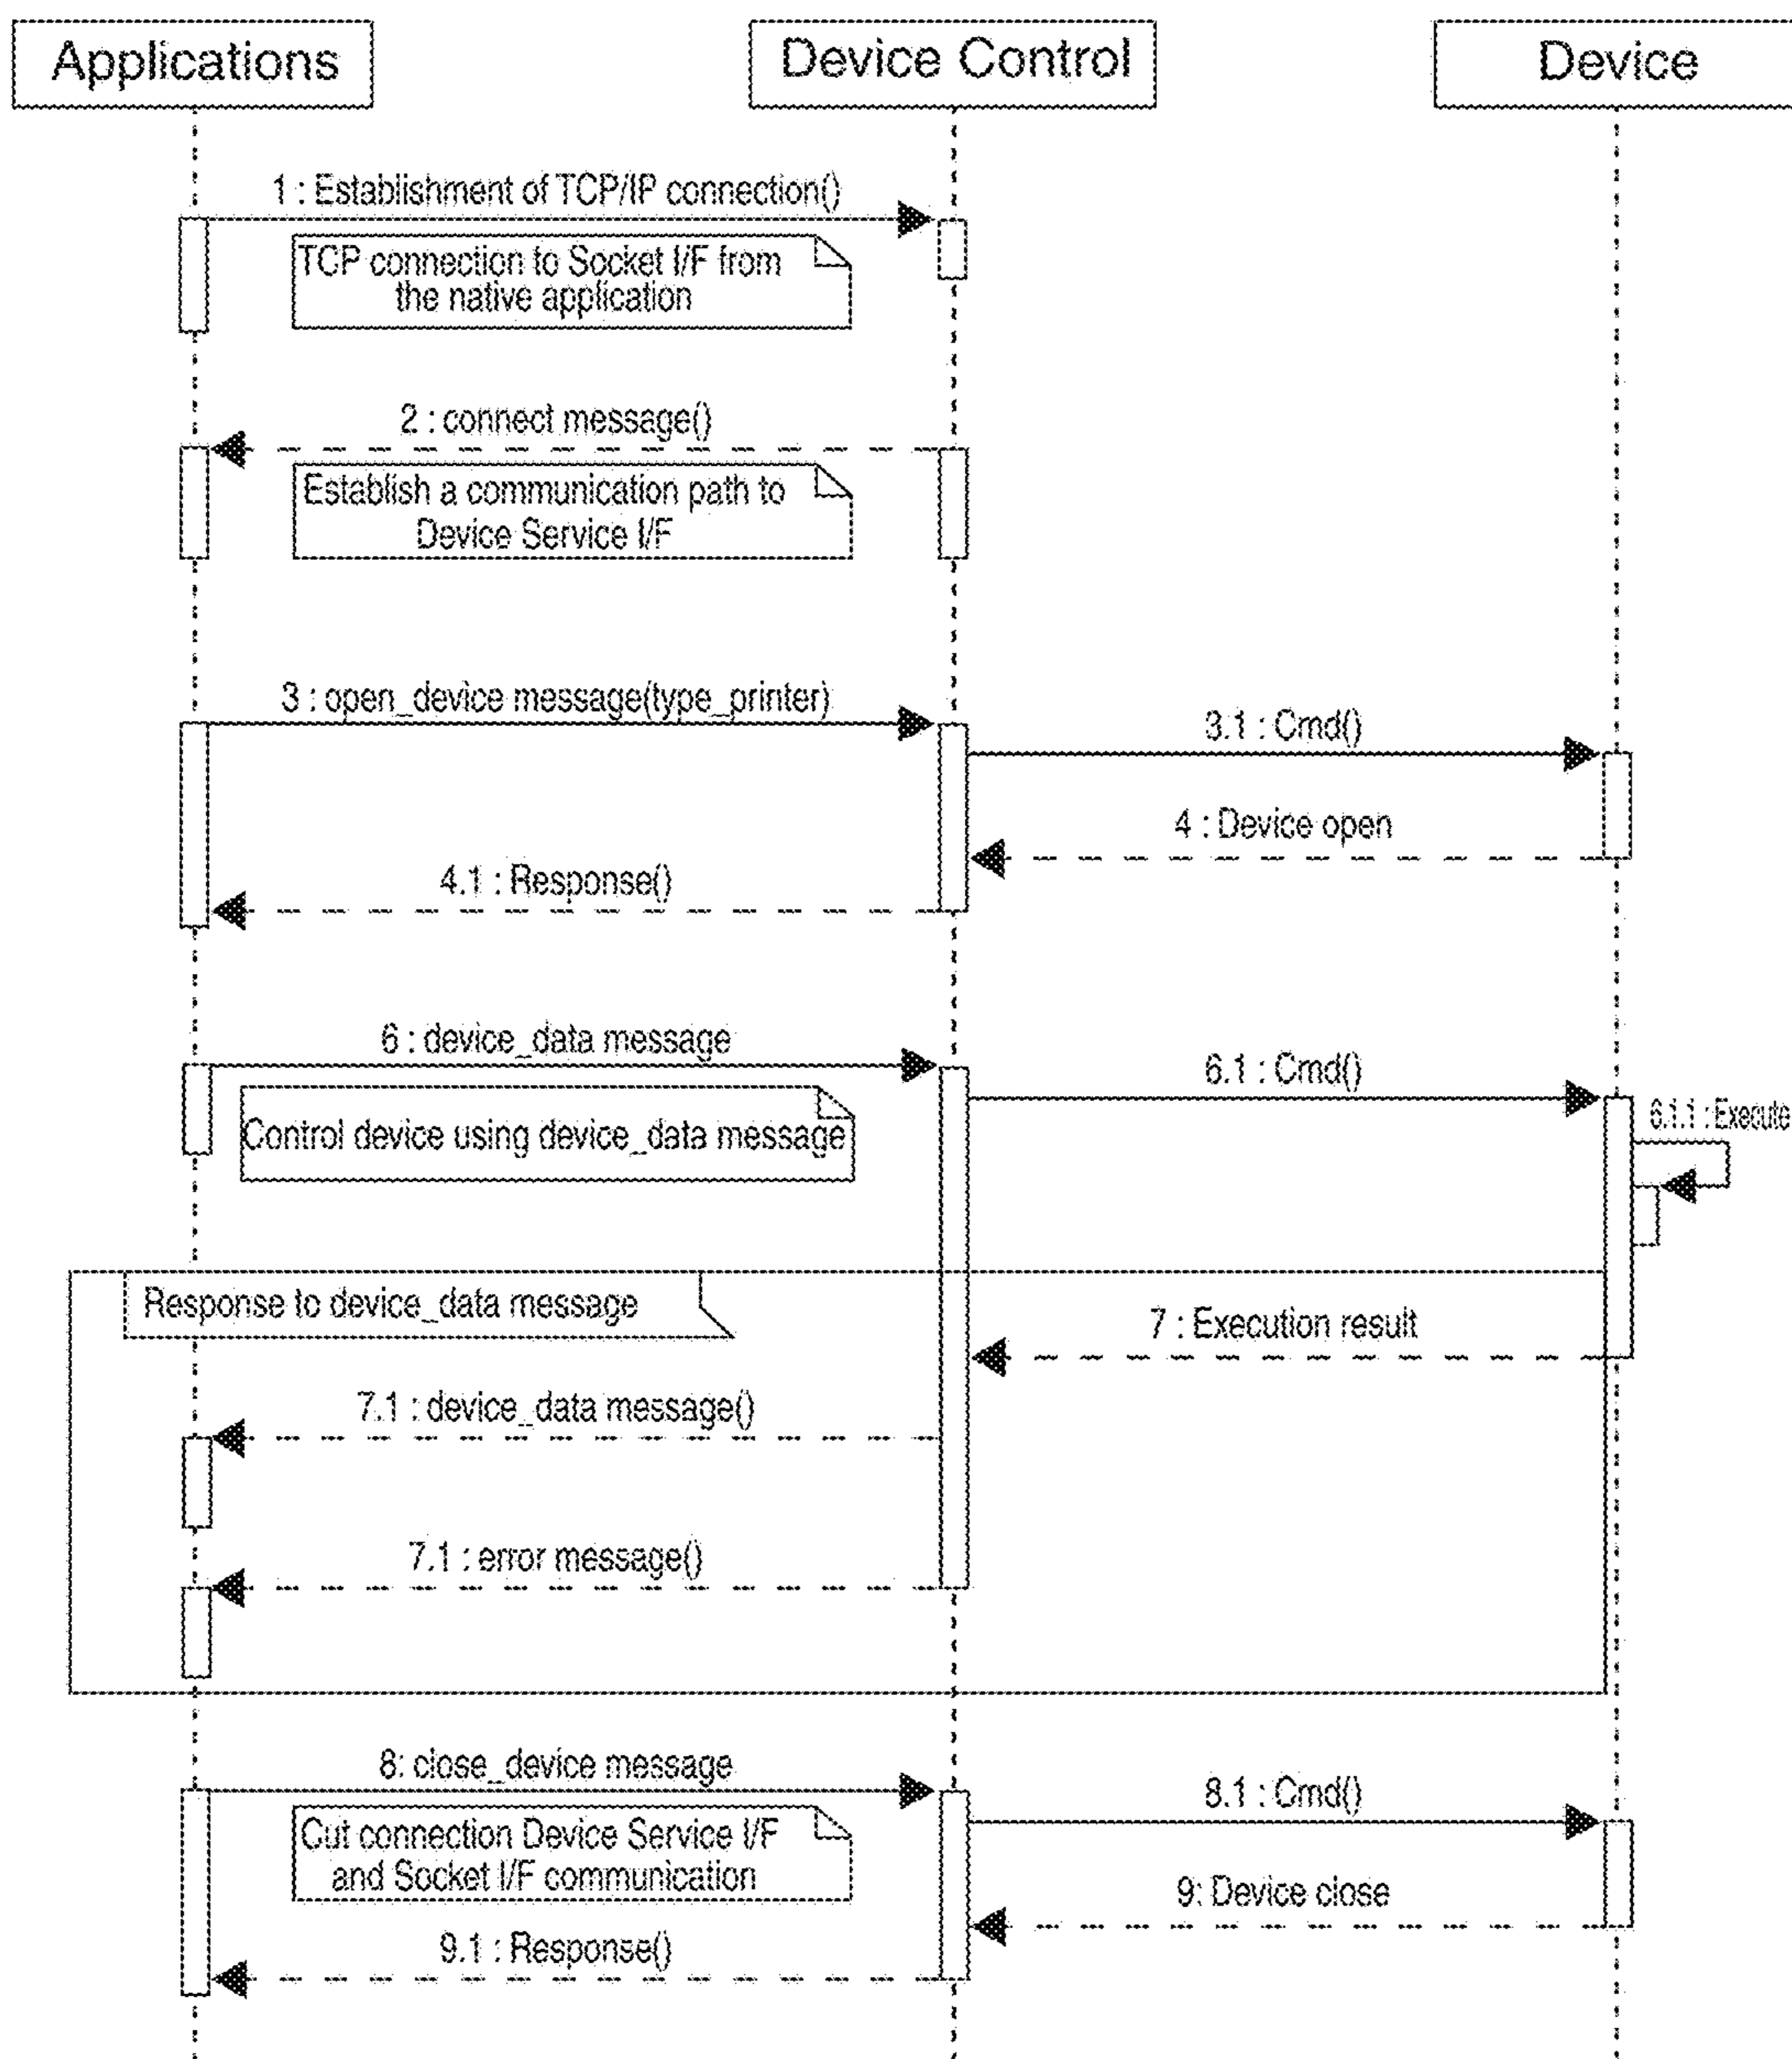 Applications
Device Control
Device
1 : Establishment of TCP/IP connection()
TCP connection to Socket I/F from
the native application
2 : connect message()
Establish a communication path to
Device Service I/F
3 : open_device message(type_printer)
3.1 : Cmd()
4 : Device open
4.1 : Response()
6 : device_data message
6.1 : Cmd()
6.1.1 : Execute
Control device using device_data message
Response to device_data message
7 : Execution result
7.1 : device_data message()
7.1 : error message()
8: close_device message
8.1 : Cmd()
Cut connection Device Service I/F
and Socket I/F communication
9: Device close
9.1 : Response()